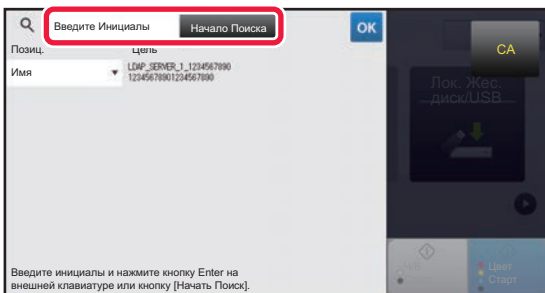 Введите Инициалы
Начало Поиска
OK
CA
Позиц.
Цель
Имя
LDAP_SERVER_1_1234567890
12345678901234567890
Лок. Жес.
диск/USB
Ч/Б
Старт
Цвет
Старт
Введите инициалы и нажмите кнопку Enter на
внешней клавиатуре или кнопку [Начать Поиск].